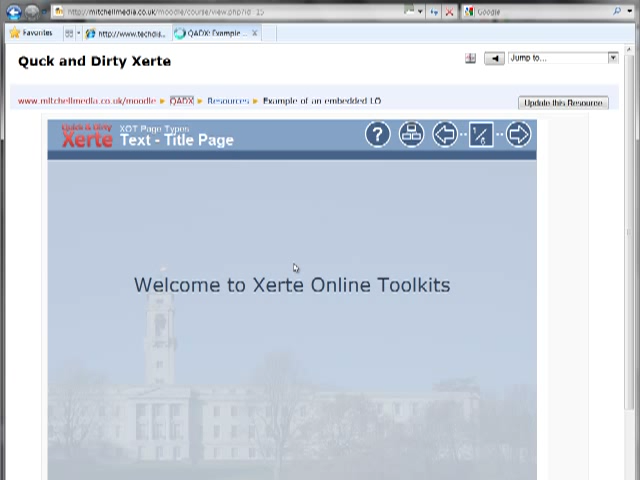 http://mitchellmedia.co.uk/moodle/course/view.php?id=15
Google
Favorites
http://www.techdis...
QADX: Example ...
Quck and Dirty Xerte
Jump to...
www.mitchellmedia.co.uk/moodle ► QADX ► Resources ► Example of an embedded LO
Update this Resource
Quick & Dirty
Xerte
XOT Page Types
Text - Title Page
?
1/6
Welcome to Xerte Online Toolkits